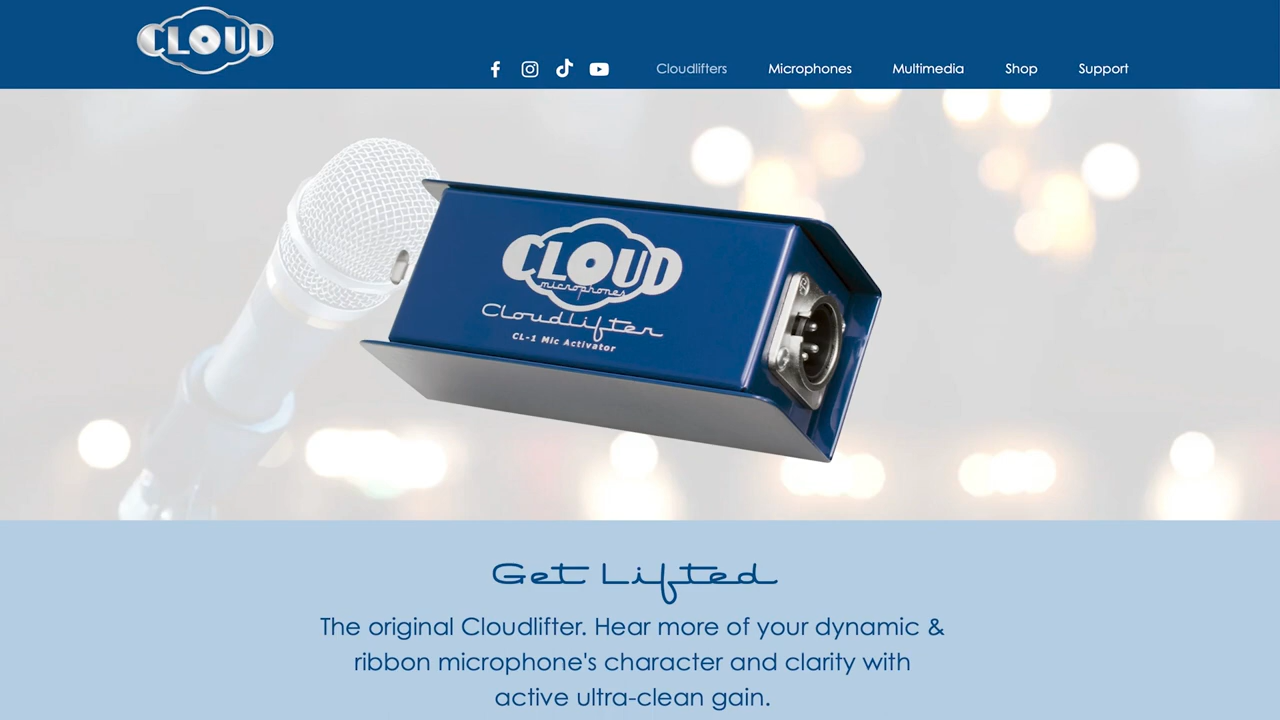 CLOUD
Cloudlifters Microphones Multimedia Shop Support
CLOUD
microphones
Cloudlifter
CL-1 Mic Activator
Get Lifted
The original Cloudlifter. Hear more of your dynamic &
ribbon microphone's character and clarity with
active ultra-clean gain.